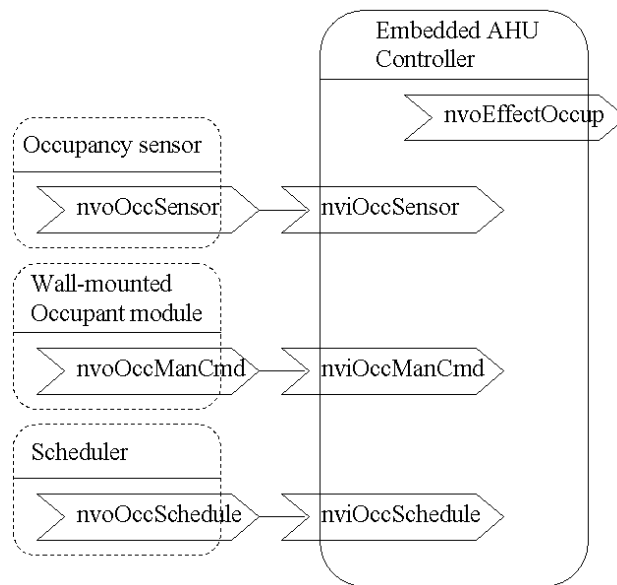 Embedded AHU
Controller
nvoEffectOccup
Occupancy sensor
nvoOccSensor
nviOccSensor
Wall-mounted
Occupant module
nvoOccManCmd
nviOccManCmd
Scheduler
nvoOccSchedule
nviOccSchedule